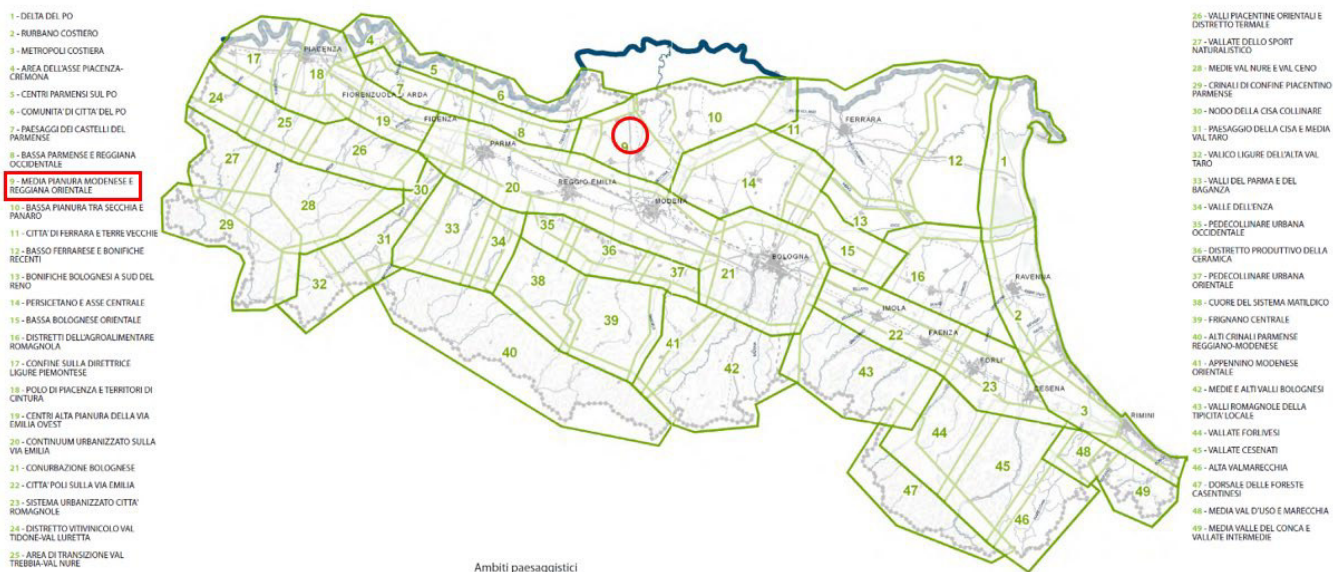 1 - DELTA DEL PO
2 - RURBANO COSTIERO
3 - METROPOLI COSTIERA
4 - AREA DELL'ASSE PIACENZA-
CREMONA
5 - CENTRI PARMENSI SUL PO
6 - COMUNITA' DI CITTA' DEL PO
7 - PAESAGGI DEI CASTELLI DEL
PARMENSE
8 - BASSA PARMENSE E REGGIANA
OCCIDENTALE
9 - MEDIA PIANURA MODENESE E
REGGIANA ORIENTALE
10 - BASSA PIANURA TRA SECCHIA E
PANARO
11 - CITTA' DI FERRARA E TERRE VECCHIE
12 - BASSO FERRARESE E BONIFICHE
RECENTI
13 - BONIFICHE BOLOGNESI A SUD DEL
RENO
14 - PERSICETANO E ASSE CENTRALE
15 - BASSA BOLOGNESE ORIENTALE
16 - DISTRETTI DELL'AGROALIMENTARE
ROMAGNOLA
17 - CONFINE SULLA DIRETTRICE
LIGURE PIEMONTESE
18 - POLO DI PIACENZA E TERRITORI DI
CINTURA
19 - CENTRI ALTA PIANURA DELLA VIA
EMILIA OVEST
20 - CONTINUUM URBANIZZATO SULLA
VIA EMILIA
21 - CONURBAZIONE BOLOGNESE
22 - CITTA' POLI SULLA VIA EMILIA
23 - SISTEMA URBANIZZATO CITTA'
ROMAGNOLE
24 - DISTRETTO VITIVINICOLO VAL
TIDONE-VAL LURETTA
25 - AREA DI TRANSIZIONE VAL
TREBBIA-VAL NURE
PIACENZA
4
17
18
5
7
6
FIORENZUOLA D'ARDA
24
25
19
FIDENZA
8
9
10
11
FERRARA
12
1
27
26
PARMA
30
20
REGGIO EMILIA
MODENA
14
13
28
29
31
33
34
35
36
37
21
BOLOGNA
15
16
32
38
39
41
RAVENNA
2
IMOLA
22
FAENZA
FORLI'
40
42
43
23
CESENA
3
RIMINI
44
45
48
47
46
49
Ambiti paesaggistici
26 - VALLI PIACENTINE ORIENTALI E
DISTRETTO TERMALE
27 - VALLATE DELLO SPORT
NATURALISTICO
28 - MEDIE VAL NURE E VAL CENO
29 - CRINALI DI CONFINE PIACENTINO
PARMENSE
30 - NODO DELLA CISA COLLINARE
31 - PAESAGGIO DELLA CISA E MEDIA
VAL TARO
32 - VALICO LIGURE DELL'ALTA VAL
TARO
33 - VALLI DEL PARMA E DEL
BAGANZA
34 - VALLE DELL'ENZA
35 - PEDECOLLINARE URBANA
OCCIDENTALE
36 - DISTRETTO PRODUTTIVO DELLA
CERAMICA
37 - PEDECOLLINARE URBANA
ORIENTALE
38 - CUORE DEL SISTEMA MATILDICO
39 - FRIGNANO CENTRALE
40 - ALTI CRINALI PARMENSE
REGGIANO-MODENESE
41 - APPENNINO MODENESE
ORIENTALE
42 - MEDIE E ALTI VALLI BOLOGNESI
43 - VALLI ROMAGNOLE DELLA
TIPICITA' LOCALE
44 - VALLATE FORLIVESI
45 - VALLATE CESENATI
46 - ALTA VALMARECCHIA
47 - DORSALE DELLE FORESTE
CASENTINESI
48 - MEDIA VAL D'USO E MARECCHIA
49 - MEDIA VALLE DEL CONCA E
VALLATE INTERMEDIE